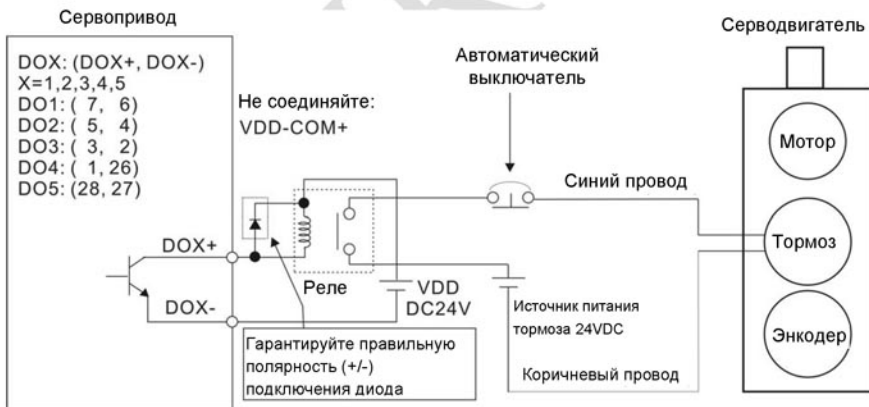 Сервопривод
Серводвигатель
DOX: (DOX+, DOX-)
X=1,2,3,4,5
DO1: ( 7, 6)
DO2: ( 5, 4)
DO3: ( 3, 2)
DO4: ( 1, 26)
DO5: (28, 27)
Не соединяйте:
VDD-COM+
Автоматический
выключатель
Мотор
Синий провод
DOX+
Тормоз
Реле
VDD
DC24V
DOX-
Источник питания
тормоза 24VDC
Гарантируйте правильную
полярность (+/-)
подключения диода
Энкодер
Коричневый провод